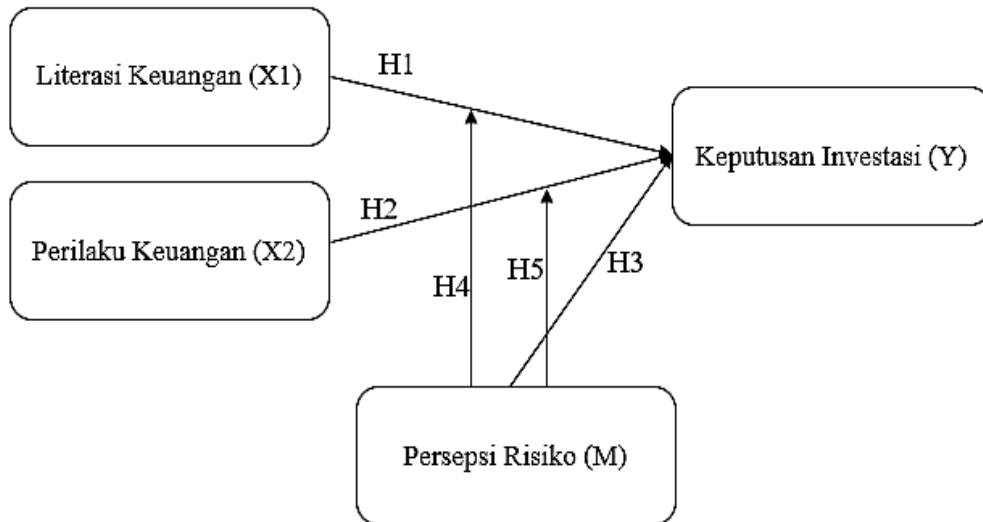 Literasi Keuangan (X1)
H1
Keputusan Investasi (Y)
Perilaku Keuangan (X2)
H2
H3
H4
H5
Persepsi Risiko (M)